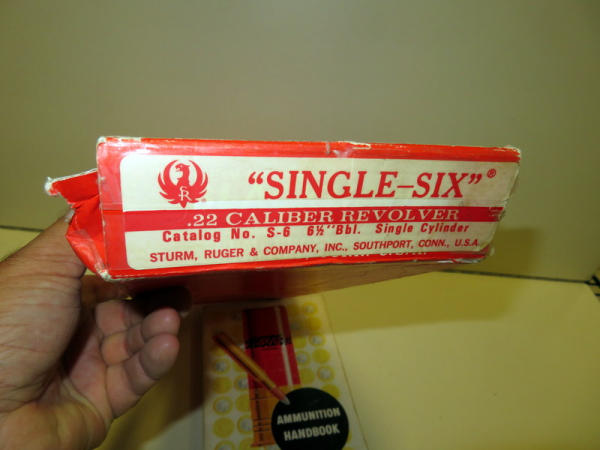 "SINGLE-SIX"®
.22 CALIBER REVOLVER
Catalog No. S-6 6½"Bbl. Single Cylinder
STURM, RUGER & COMPANY, INC., SOUTHPORT, CONN., U.S.A.
AMMUNITION
HANDBOOK